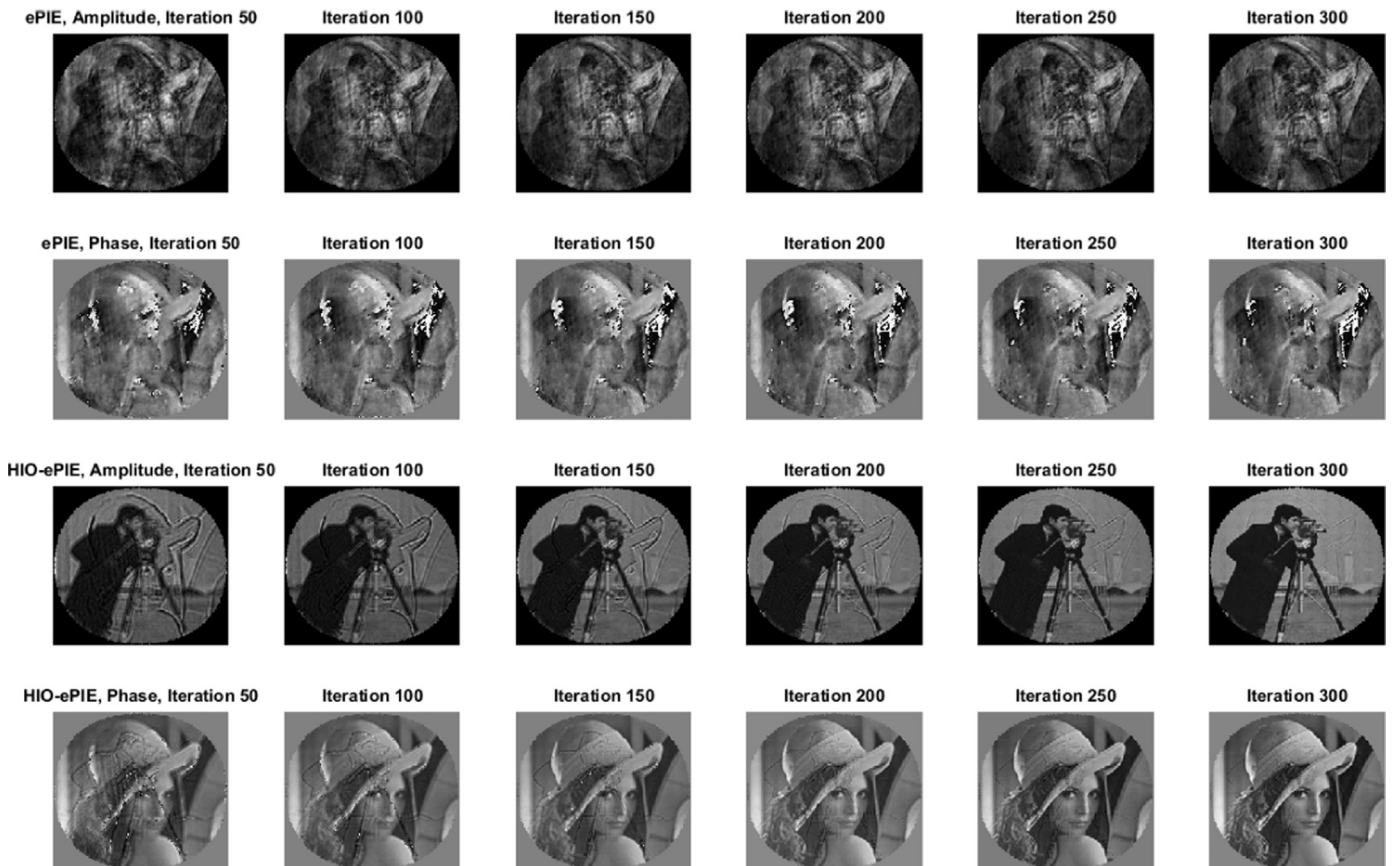 ePIE, Amplitude, Iteration 50
Iteration 100
Iteration 150
Iteration 200
Iteration 250
Iteration 300
ePIE, Phase, Iteration 50
Iteration 100
Iteration 150
Iteration 200
Iteration 250
Iteration 300
HIO-ePIE, Amplitude, Iteration 50
Iteration 100
Iteration 150
Iteration 200
Iteration 250
Iteration 300
HIO-ePIE, Phase, Iteration 50
Iteration 100
Iteration 150
Iteration 200
Iteration 250
Iteration 300